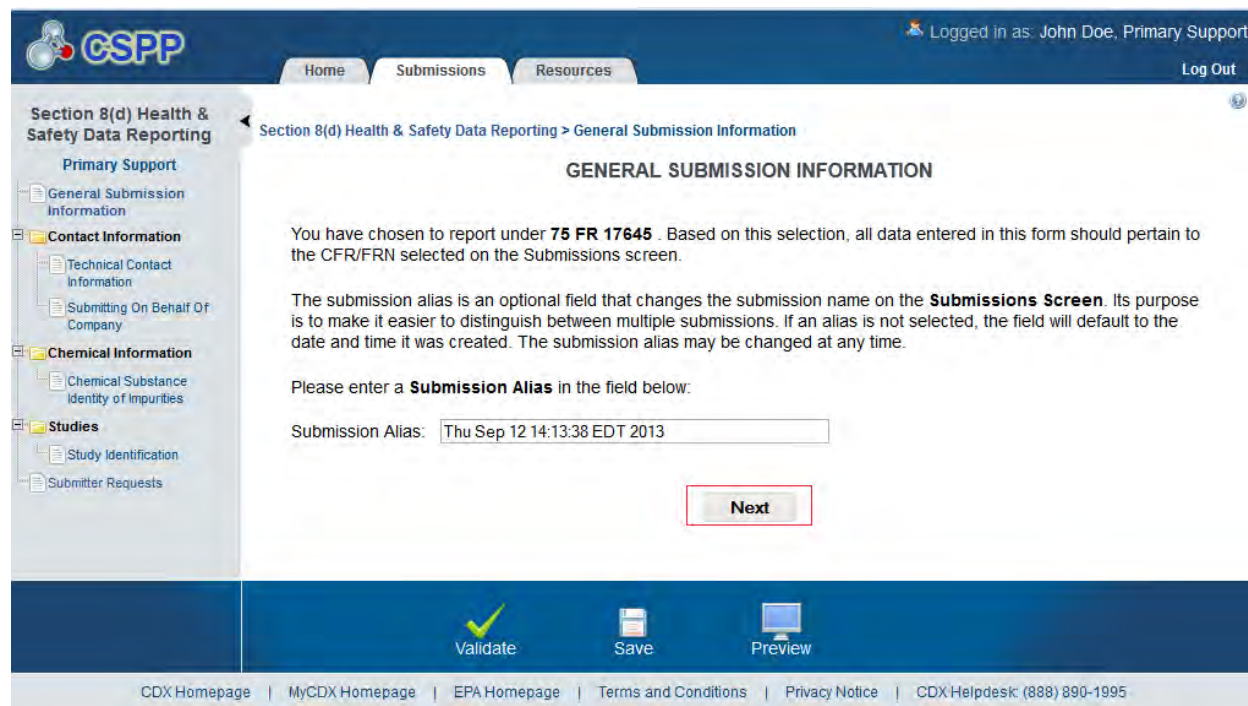 CSPP
Logged in as: John Doe, Primary Support
Home
Submissions
Resources
Log Out
Section 8(d) Health &
Safety Data Reporting
Primary Support
General Submission
Information
Contact Information
Technical Contact
Information
Submitting On Behalf Of
Company
Chemical Information
Chemical Substance
Identity of Impurities
Studies
Study Identification
Submitter Requests
Section 8(d) Health & Safety Data Reporting > General Submission Information
GENERAL SUBMISSION INFORMATION
You have chosen to report under 75 FR 17645 . Based on this selection, all data entered in this form should pertain to
the CFR/FRN selected on the Submissions screen.
The submission alias is an optional field that changes the submission name on the Submissions Screen. Its purpose
is to make it easier to distinguish between multiple submissions. If an alias is not selected, the field will default to the
date and time it was created. The submission alias may be changed at any time.
Please enter a Submission Alias in the field below:
Submission Alias: Thu Sep 12 14:13:38 EDT 2013
Next
Validate
Save
Preview
CDX Homepage | MyCDX Homepage | EPA Homepage | Terms and Conditions | Privacy Notice | CDX Helpdesk: (888) 890-1995